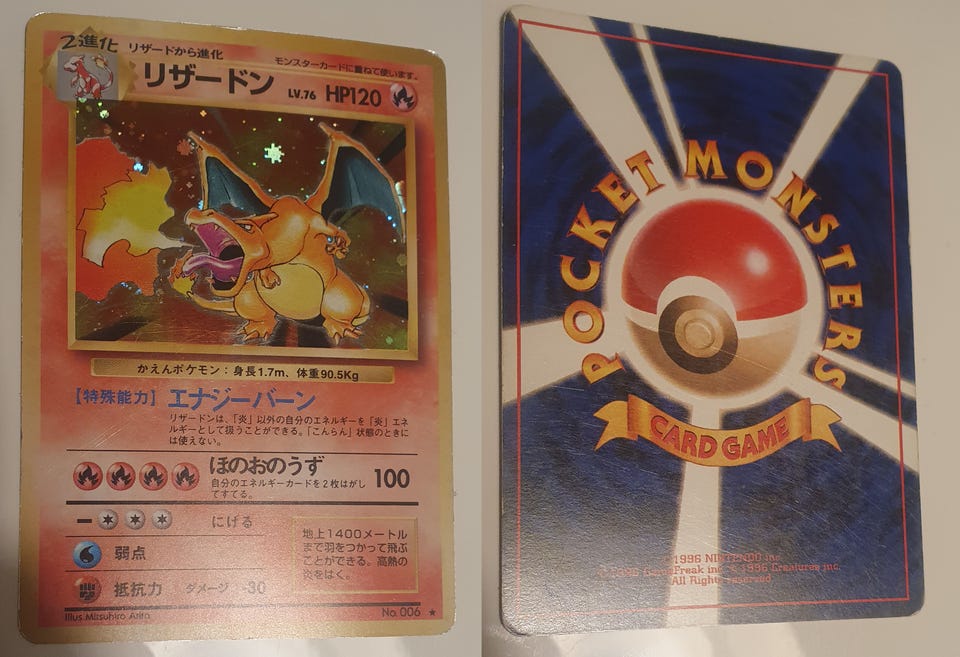 2進化 リザードから進化
モンスターカードに重ねて使います。
リザードン LV.76 HP120
かえんポケモン：身長1.7m、体重90.5Kg
【特殊能力】エナジーバーン
リザードンは、「炎」以外の自分のエネルギーを「炎」エネ
ルギーとして扱うことができる。「こんらん」状態のときに
は使えない。
ほのおのうず 100
自分のエネルギーカードを2枚はがし
てすてる。
ー にげる
弱点
抵抗力 ダメージ -30
地上1400メートル
まで羽をつかって飛ぶ
ことができる。高熱の
炎をはく。
Illus Mitsuhiro Arita
No. 006 ★
POCKET MONSTERS
CARD GAME
©1996 NINTENDO inc.
© 1996 GameFreak inc. © 1996 Creatures inc.
All Rights reserved